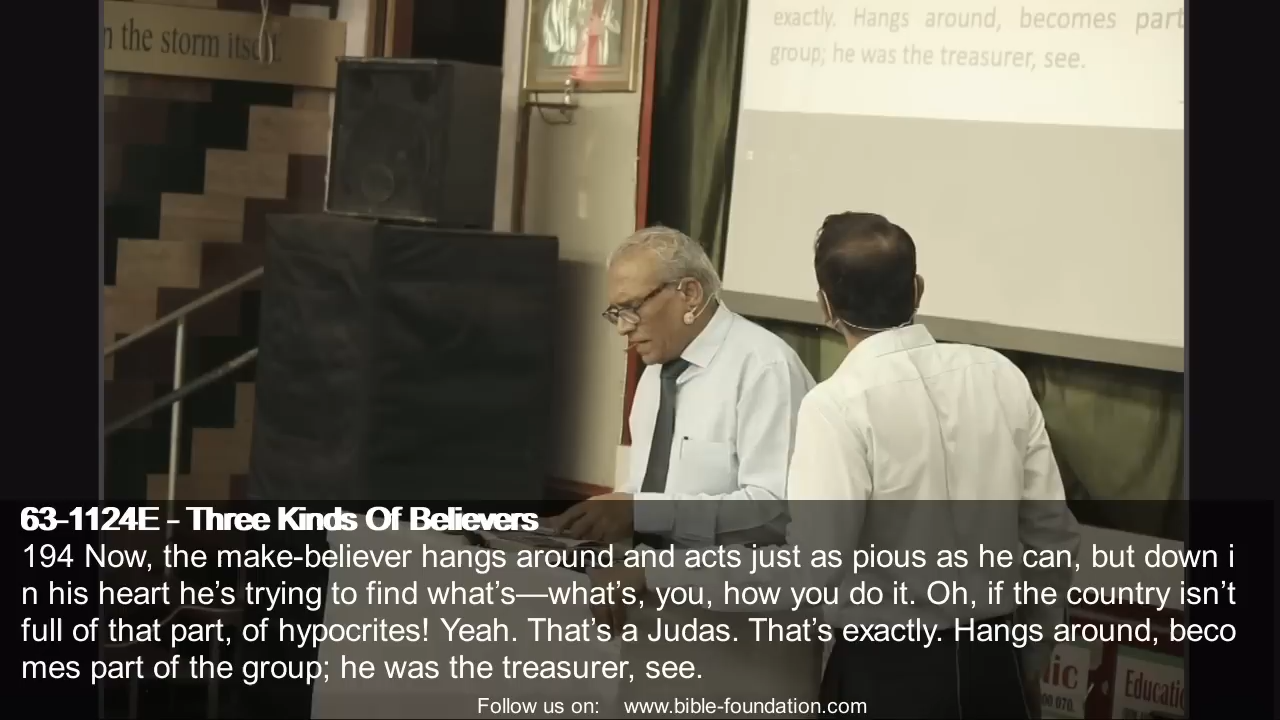 n the storm itself.
exactly. Hangs around, becomes part
group; he was the treasurer, see.
63-1124E - Three Kinds Of Believers
194 Now, the make-believer hangs around and acts just as pious as he can, but down i
n his heart he's trying to find what's—what's, you, how you do it. Oh, if the country isn't
full of that part, of hypocrites! Yeah. That's a Judas. That's exactly. Hangs around, beco
mes part of the group; he was the treasurer, see.
lic
00 070.
Educatic
Follow us on: www.bible-foundation.com